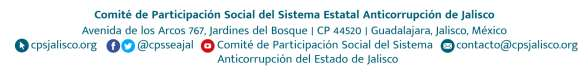 Comité de Participación Social del Sistema Estatal Anticorrupción de Jalisco
Avenida de los Arcos 767, Jardines del Bosque | CP 44520 | Guadalajara, Jalisco, México
cpsjalisco.org @cpsseajal Comité de Participación Social del Sistema contacto@cpsjalisco.org
Anticorrupción del Estado de Jalisco